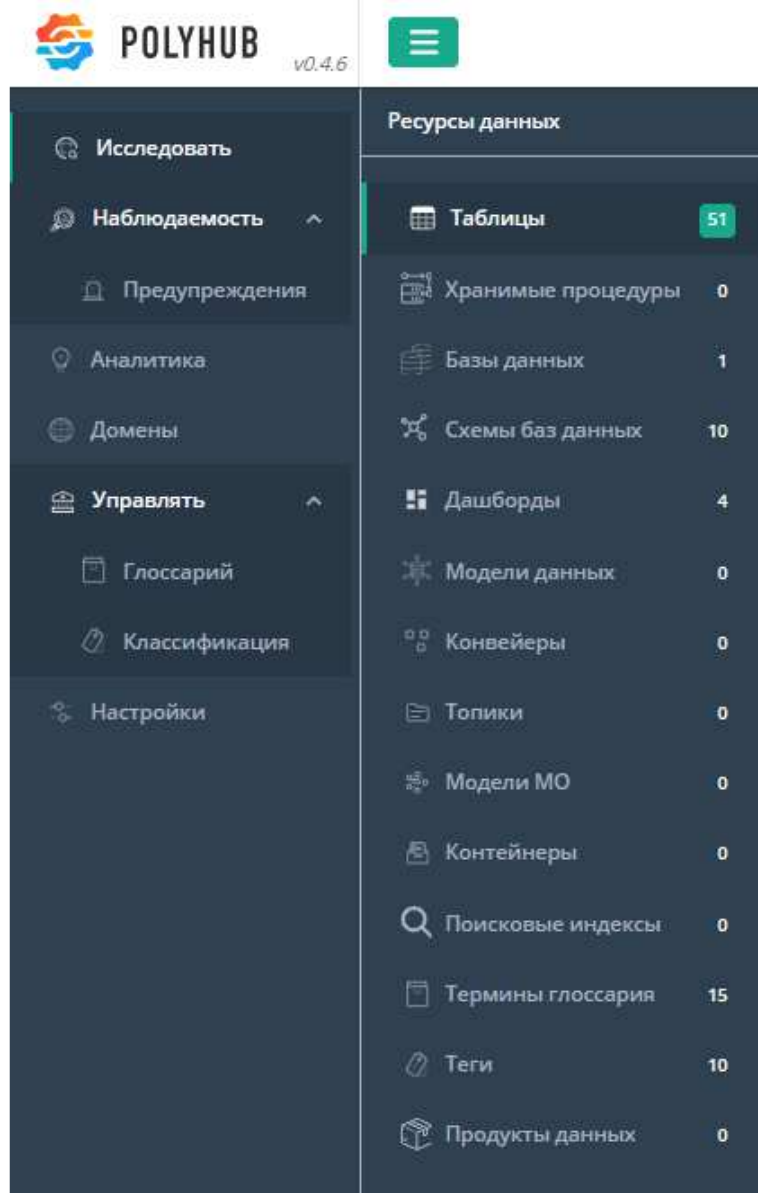 POLYHUB v0.4.6
Исследовать
Наблюдаемость
Предупреждения
Аналитика
Домены
Управлять
Глоссарий
Классификация
Настройки
Ресурсы данных
Таблицы 51
Хранимые процедуры 0
Базы данных 1
Схемы баз данных 10
Дашборды 4
Модели данных 0
Конвейеры 0
Топики 0
Модели МО 0
Контейнеры 0
Поисковые индексы 0
Термины глоссария 15
Теги 10
Продукты данных 0